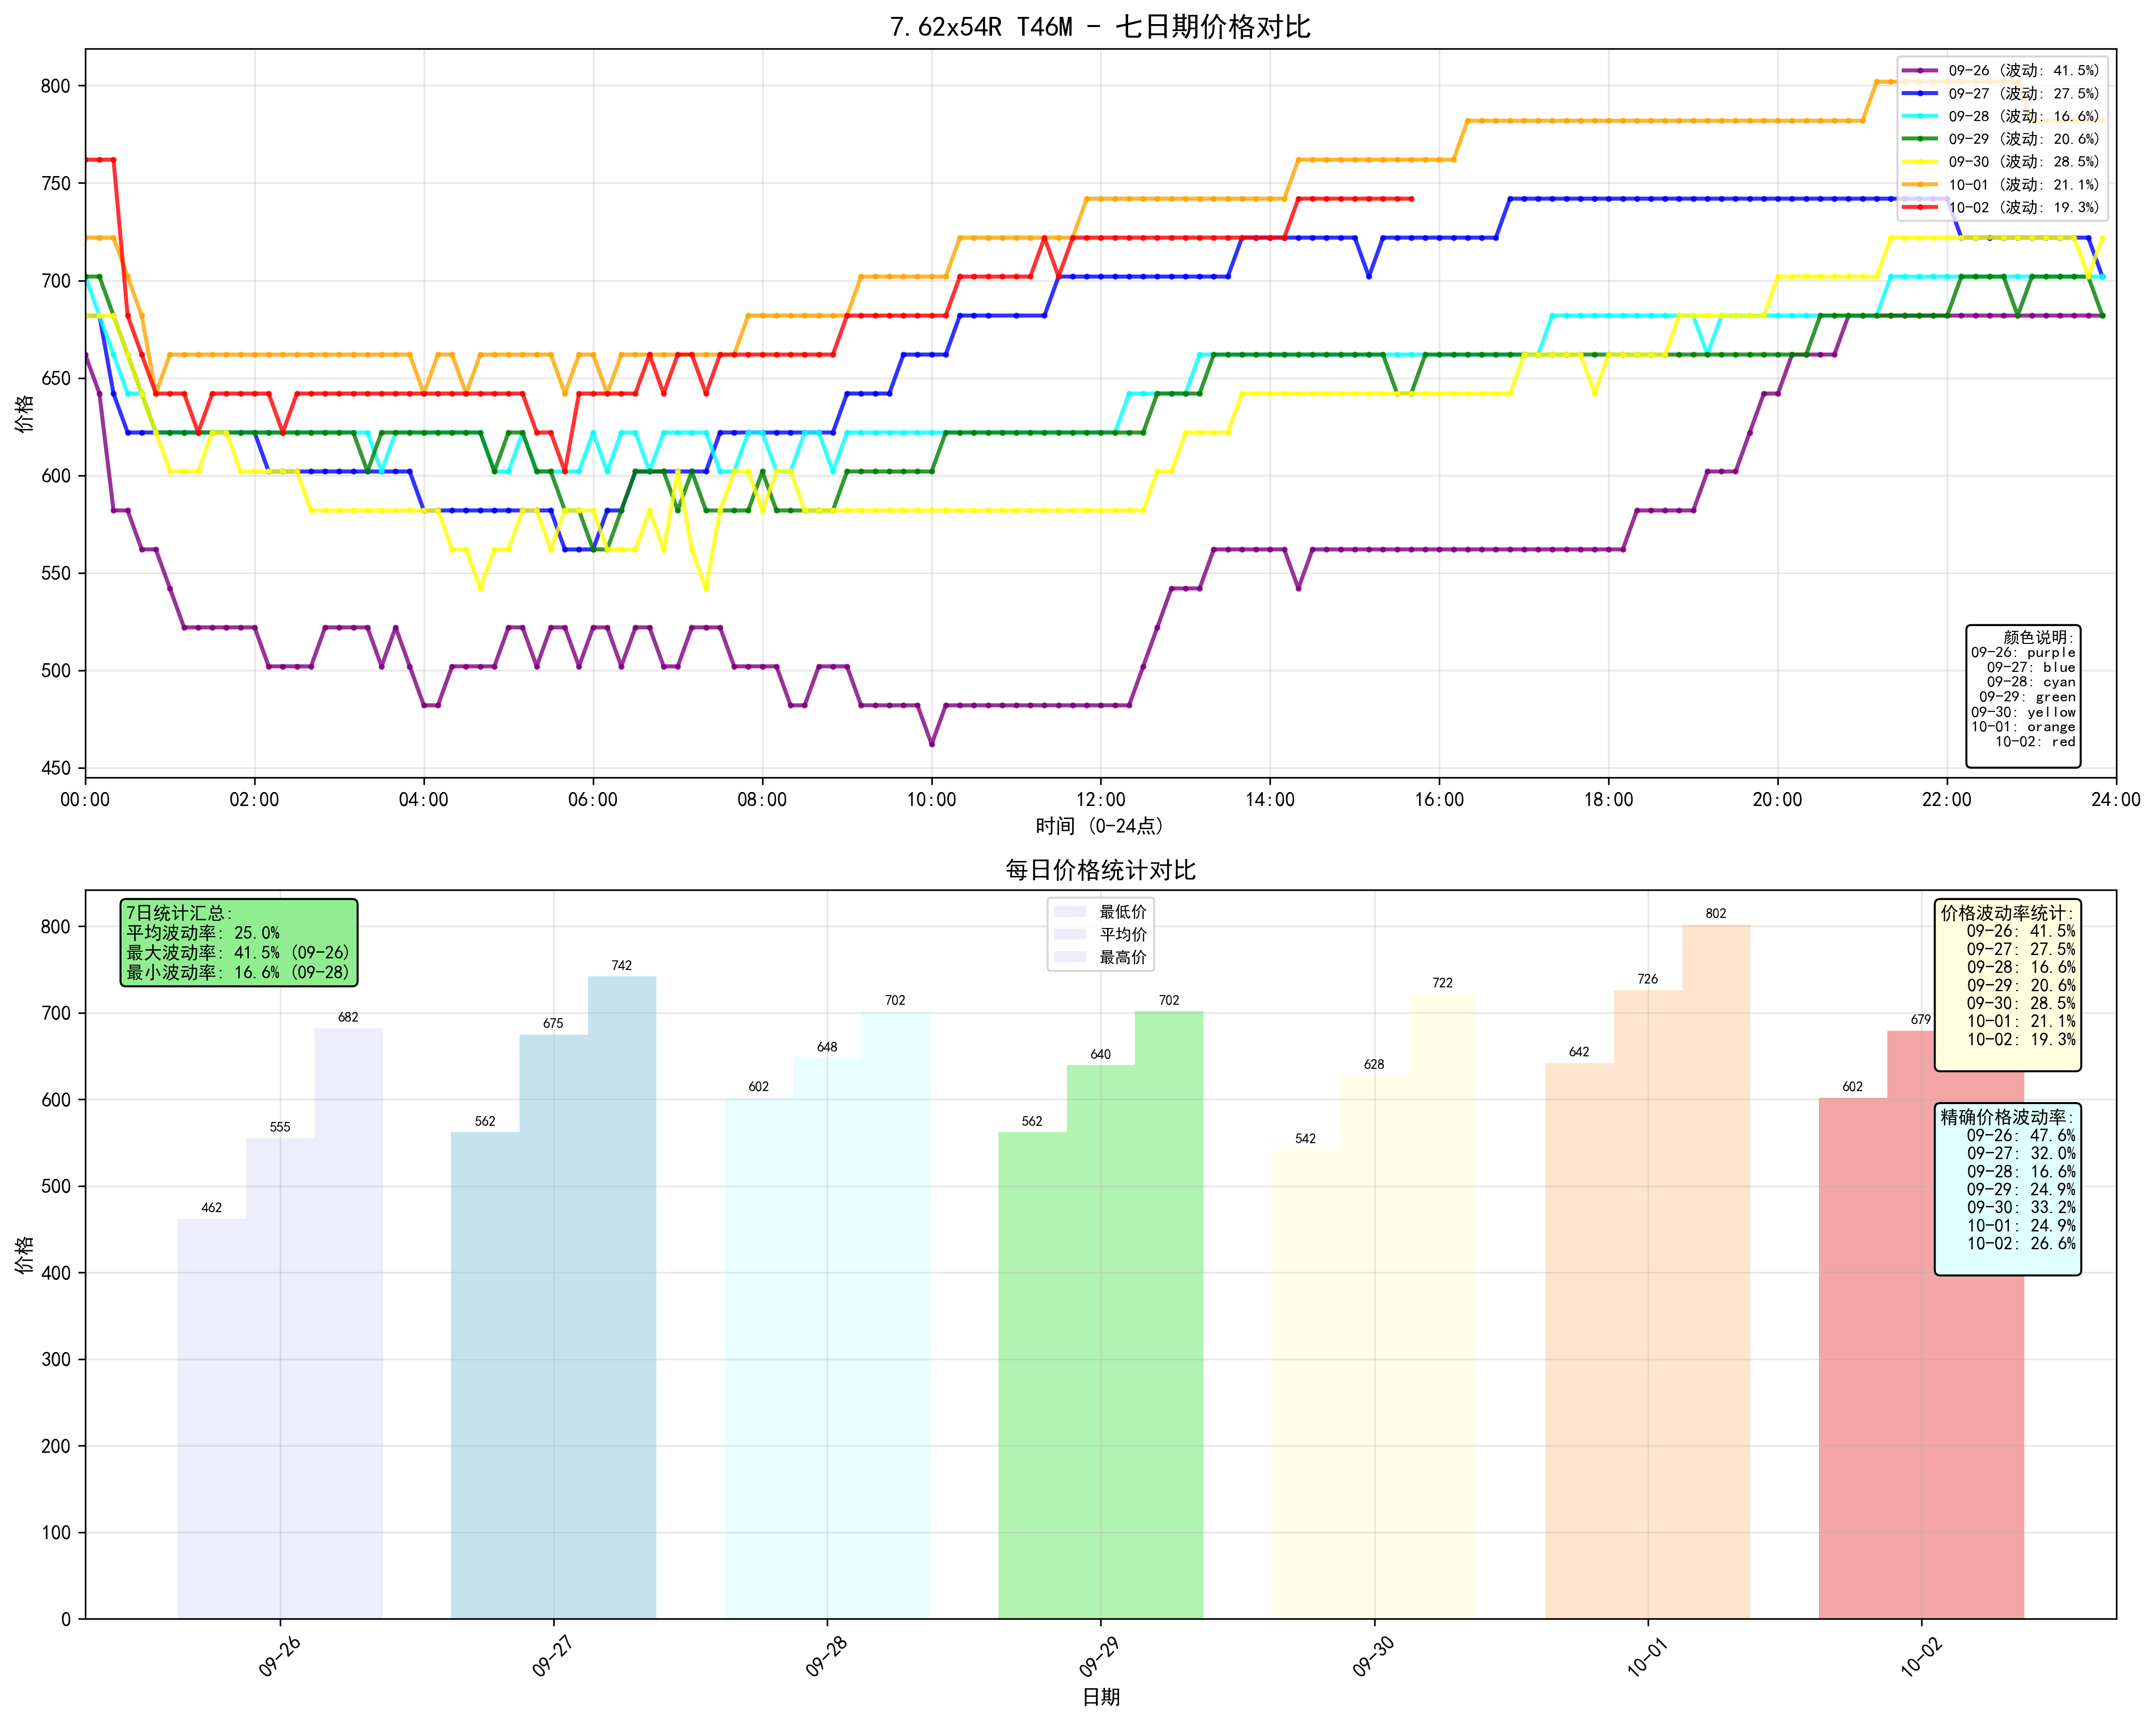 7.62x54R T46M - 七日期价格对比
价格
800
750
700
650
600
550
500
450
09-26 (波动: 41.5%)
09-27 (波动: 27.5%)
09-28 (波动: 16.6%)
09-29 (波动: 20.6%)
09-30 (波动: 28.5%)
10-01 (波动: 21.1%)
10-02 (波动: 19.3%)
颜色说明:
09-26: purple
09-27: blue
09-28: cyan
09-29: green
09-30: yellow
10-01: orange
10-02: red
00:00 02:00 04:00 06:00 08:00 10:00 12:00 14:00 16:00 18:00 20:00 22:00 24:00
时间 (0-24点)
每日价格统计对比
价格
800
700
600
500
400
300
200
100
0
7日统计汇总:
平均波动率: 25.0%
最大波动率: 41.5% (09-26)
最小波动率: 16.6% (09-28)
最低价
平均价
最高价
价格波动率统计:
09-26: 41.5%
09-27: 27.5%
09-28: 16.6%
09-29: 20.6%
09-30: 28.5%
10-01: 21.1%
10-02: 19.3%
精确价格波动率:
09-26: 47.6%
09-27: 32.0%
09-28: 16.6%
09-29: 24.9%
09-30: 33.2%
10-01: 24.9%
10-02: 26.6%
462 555 682
562 675 742
602 648 702
562 640 702
542 628 722
642 726 802
602 679
09-26 09-27 09-28 09-29 09-30 10-01 10-02
日期